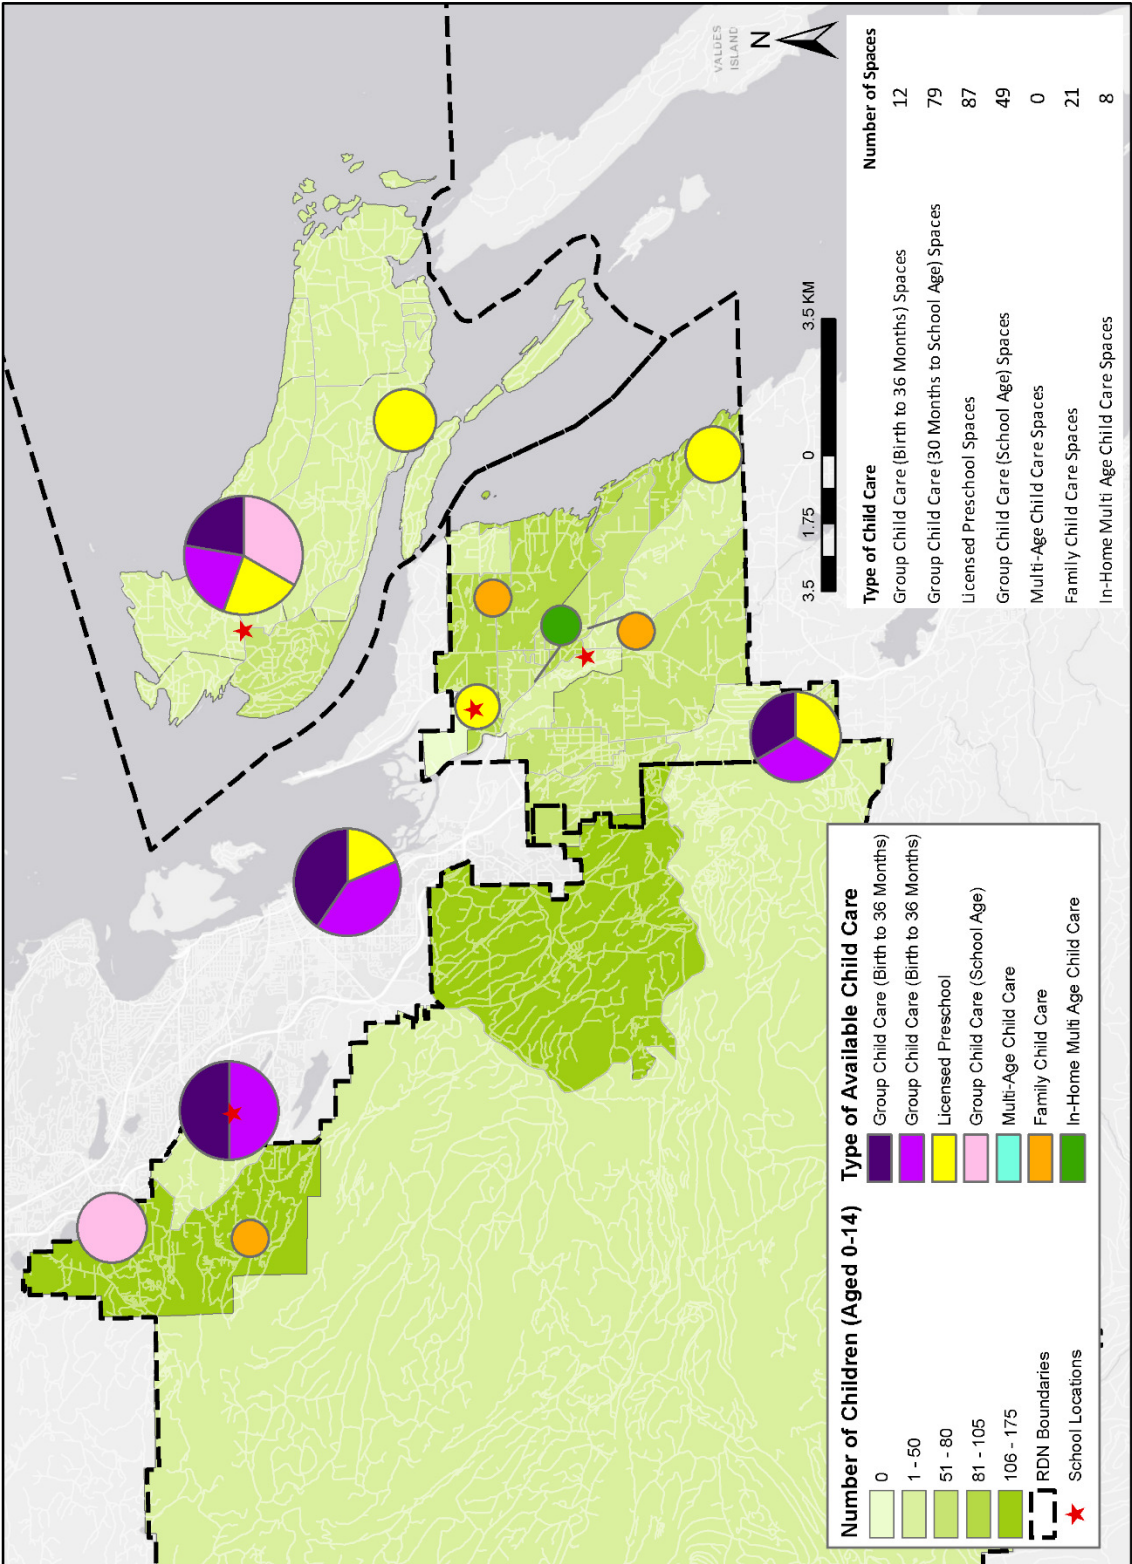 VALDES
ISLAND
N
3.5 1.75 0 3.5 KM
Type of Child Care Number of Spaces
Group Child Care (Birth to 36 Months) Spaces 12
Group Child Care (30 Months to School Age) Spaces 79
Licensed Preschool Spaces 87
Group Child Care (School Age) Spaces 49
Multi-Age Child Care Spaces 0
Family Child Care Spaces 21
In-Home Multi Age Child Care Spaces 8
Number of Children (Aged 0-14)
0
1 - 50
51 - 80
81 - 105
106 - 175
RDN Boundaries
School Locations
Type of Available Child Care
Group Child Care (Birth to 36 Months)
Group Child Care (Birth to 36 Months)
Licensed Preschool
Group Child Care (School Age)
Multi-Age Child Care
Family Child Care
In-Home Multi Age Child Care